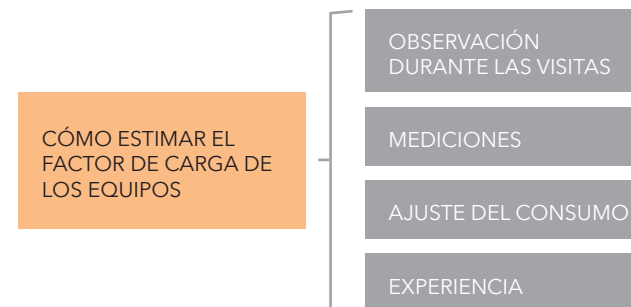 CÓMO ESTIMAR EL
FACTOR DE CARGA DE
LOS EQUIPOS
OBSERVACIÓN
DURANTE LAS VISITAS
MEDICIONES
AJUSTE DEL CONSUMO
EXPERIENCIA